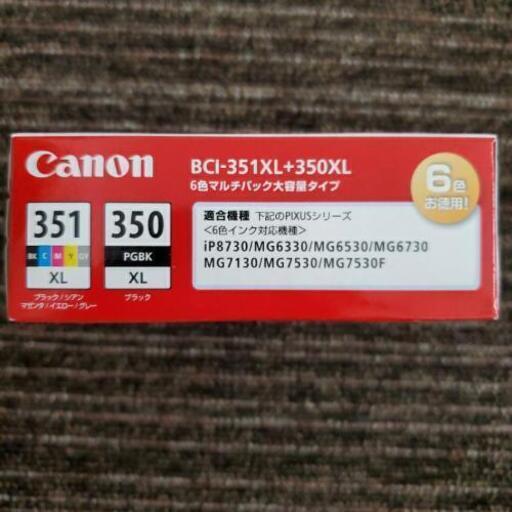 Canon
BCI-351XL+350XL
6色マルチパック大容量タイプ
6色
お徳用!
351
BK C M Y GY
XL
ブラック/シアン
マゼンタ/イエロー/グレー
350
PGBK
XL
ブラック
適合機種 下記のPIXUSシリーズ
<6色インク対応機種>
iP8730/MG6330/MG6530/MG6730
MG7130/MG7530/MG7530F